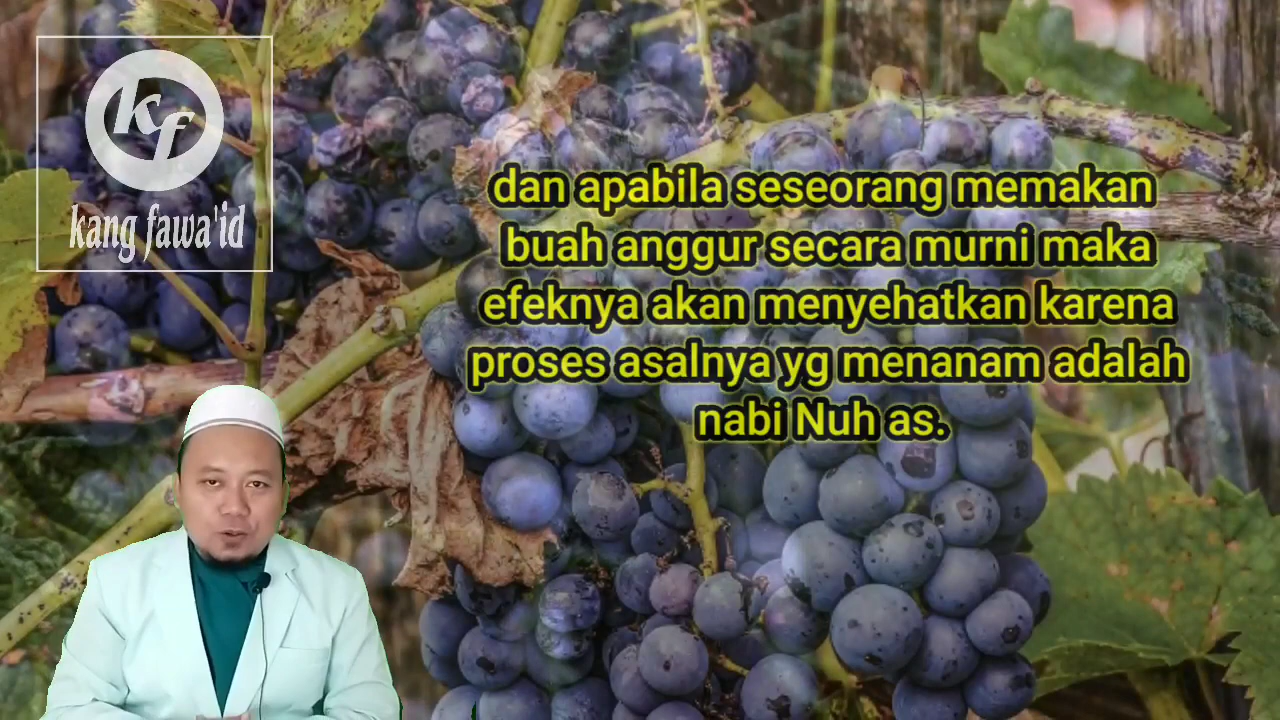 kf
kang fawa'id
dan apabila seseorang memakan
buah anggur secara murni maka
efeknya akan menyehatkan karena
proses asalnya yg menanam adalah
nabi Nuh as.